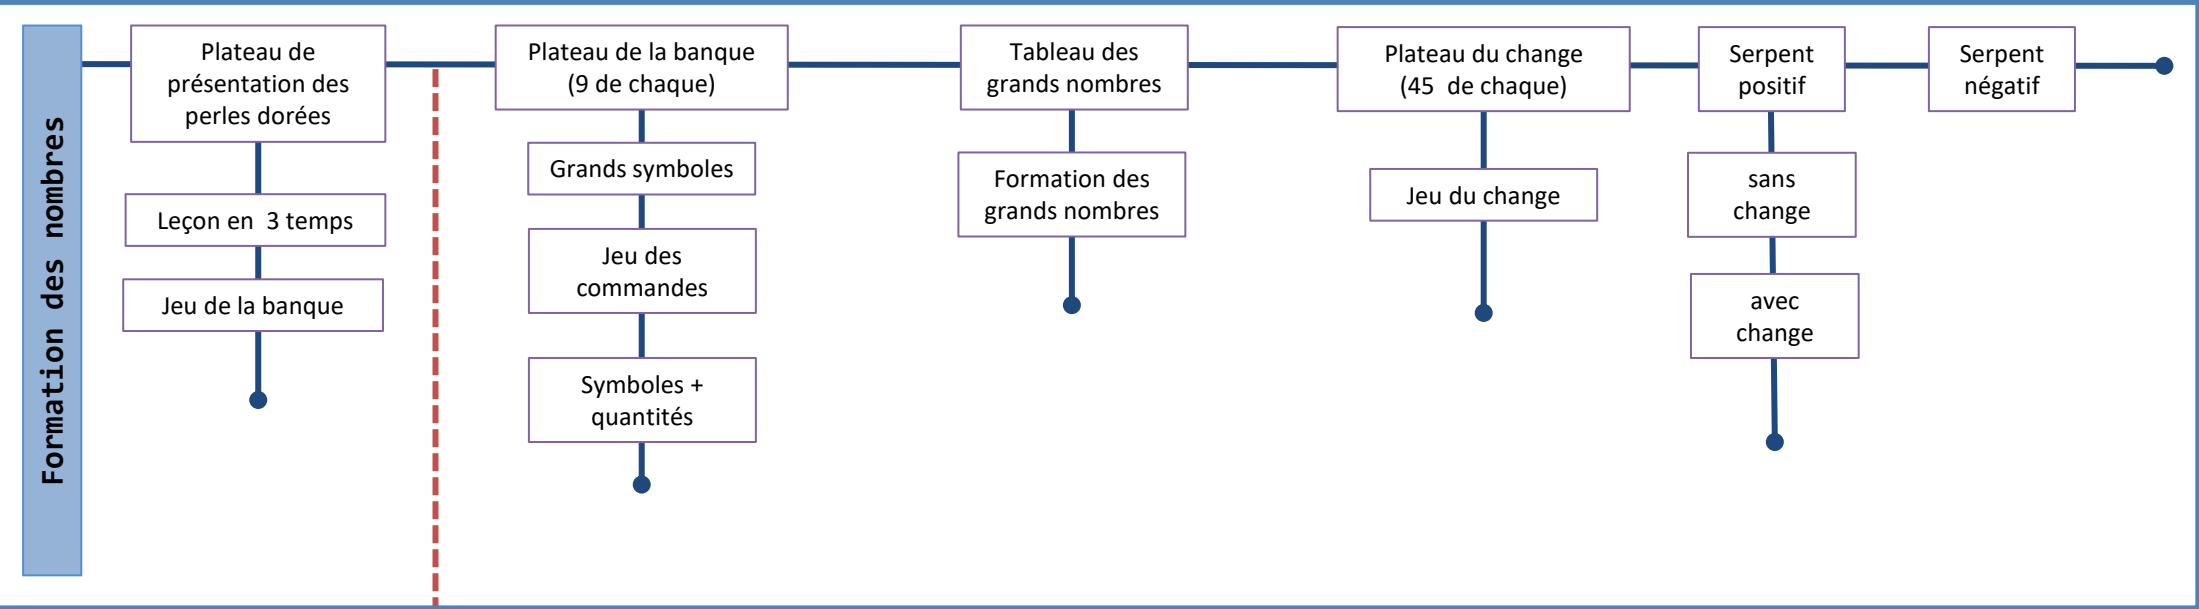 Formation des nombres
Plateau de
présentation des
perles dorées
Leçon en  3 temps
Jeu de la banque
Plateau de la banque
(9 de chaque)
Grands symboles
Jeu des
commandes
Symboles +
quantités
Tableau des
grands nombres
Formation des
grands nombres
Plateau du change
(45  de chaque)
Jeu du change
Serpent
positif
sans
change
avec
change
Serpent
négatif